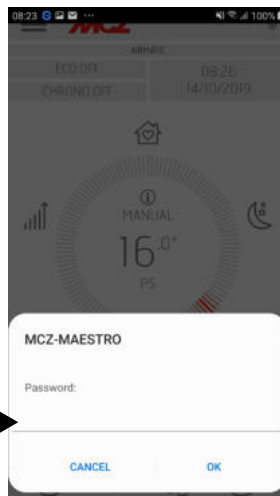 08:23
100%
MCZ
AIRMATIC
ECO OFF
08:26
CHRONO OFF
14/10/2019
MANUAL
16.0°
P5
MCZ-MAESTRO
Password:
CANCEL
OK